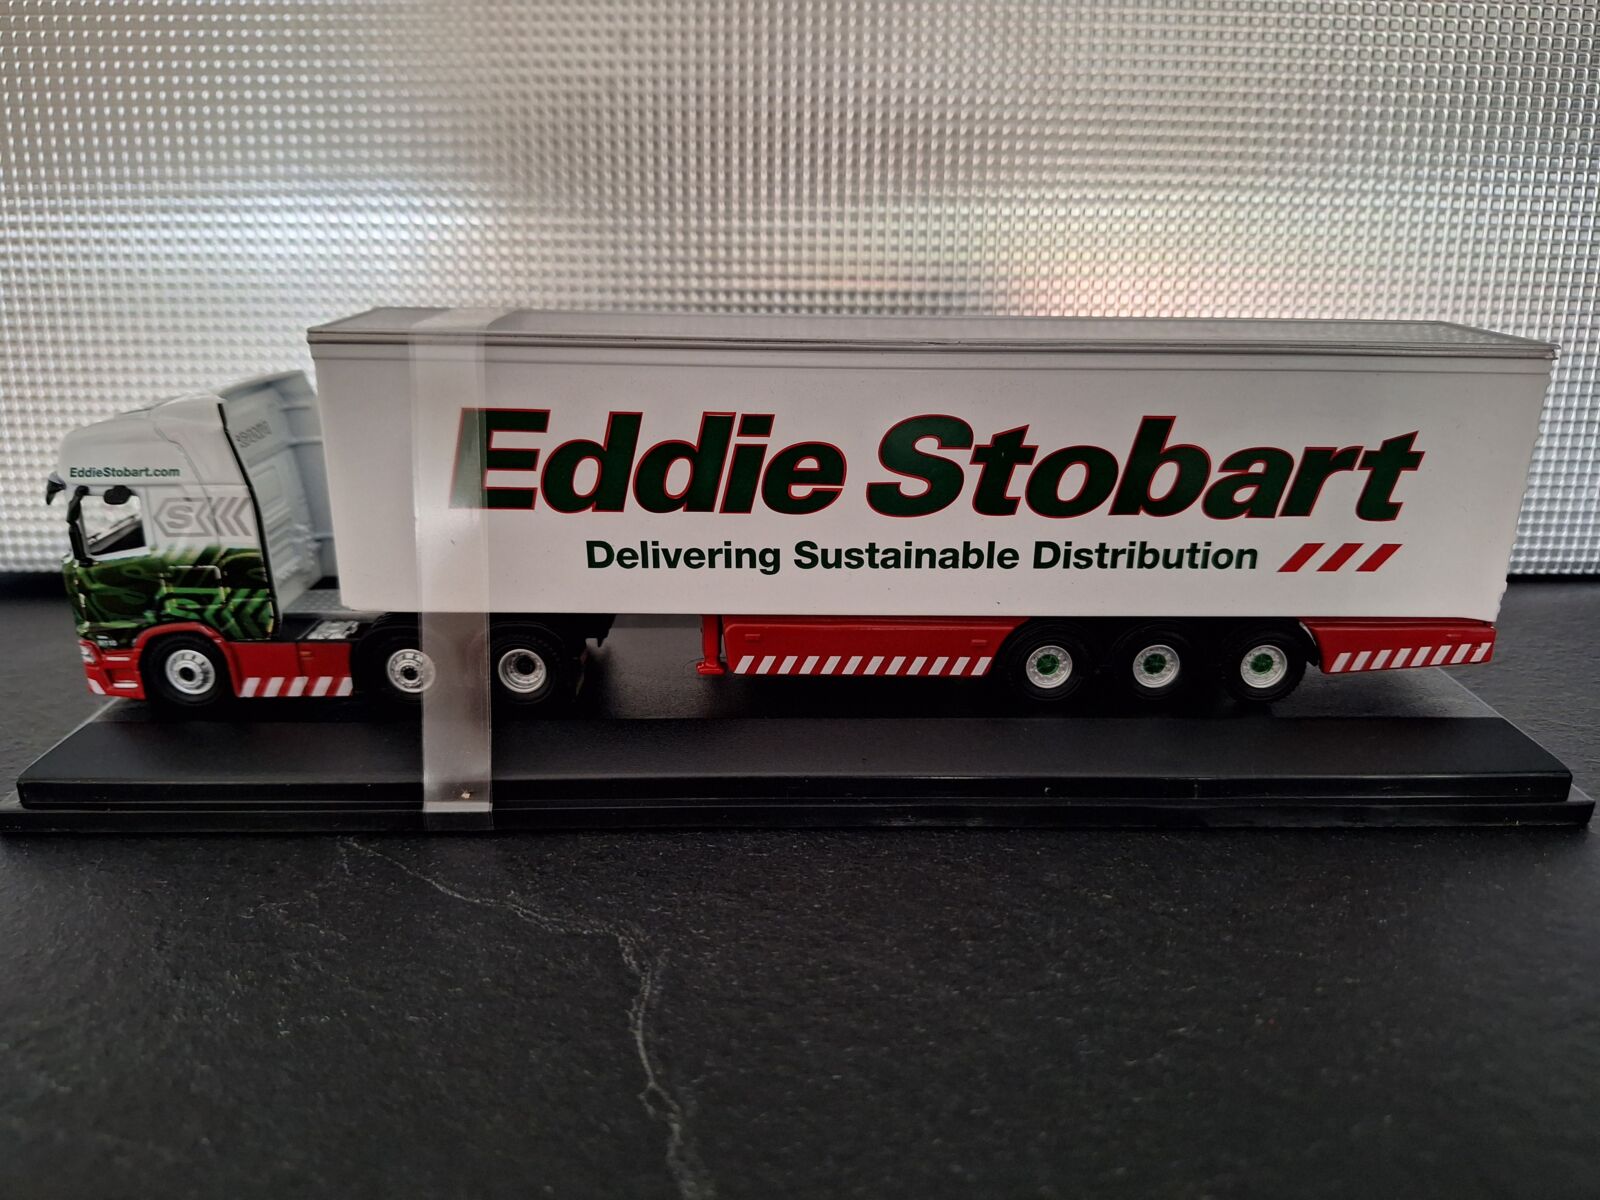 EddieStobart.com
S
Eddie Stobart
Delivering Sustainable Distribution